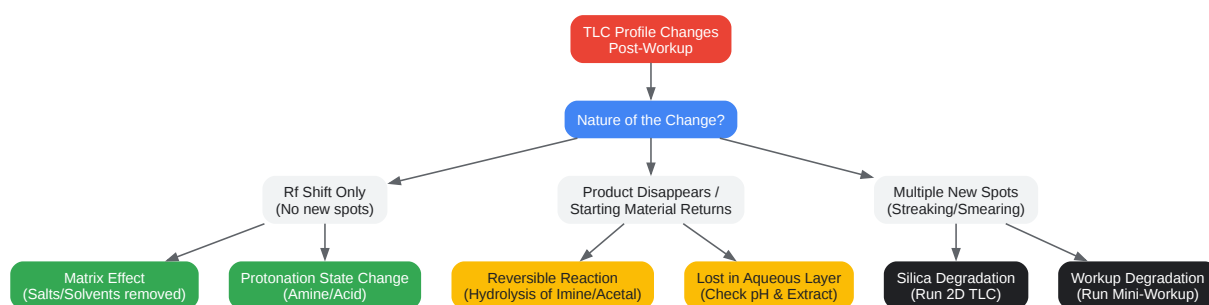 TLC Profile Changes
Post-Workup
Nature of the Change?
Rf Shift Only
(No new spots)
Product Disappears /
Starting Material Returns
Multiple New Spots
(Streaking/Smearing)
Matrix Effect
(Salts/Solvents removed)
Protonation State Change
(Amine/Acid)
Reversible Reaction
(Hydrolysis of Imine/Acetal)
Lost in Aqueous Layer
(Check pH & Extract)
Silica Degradation
(Run 2D TLC)
Workup Degradation
(Run Mini-Workup)